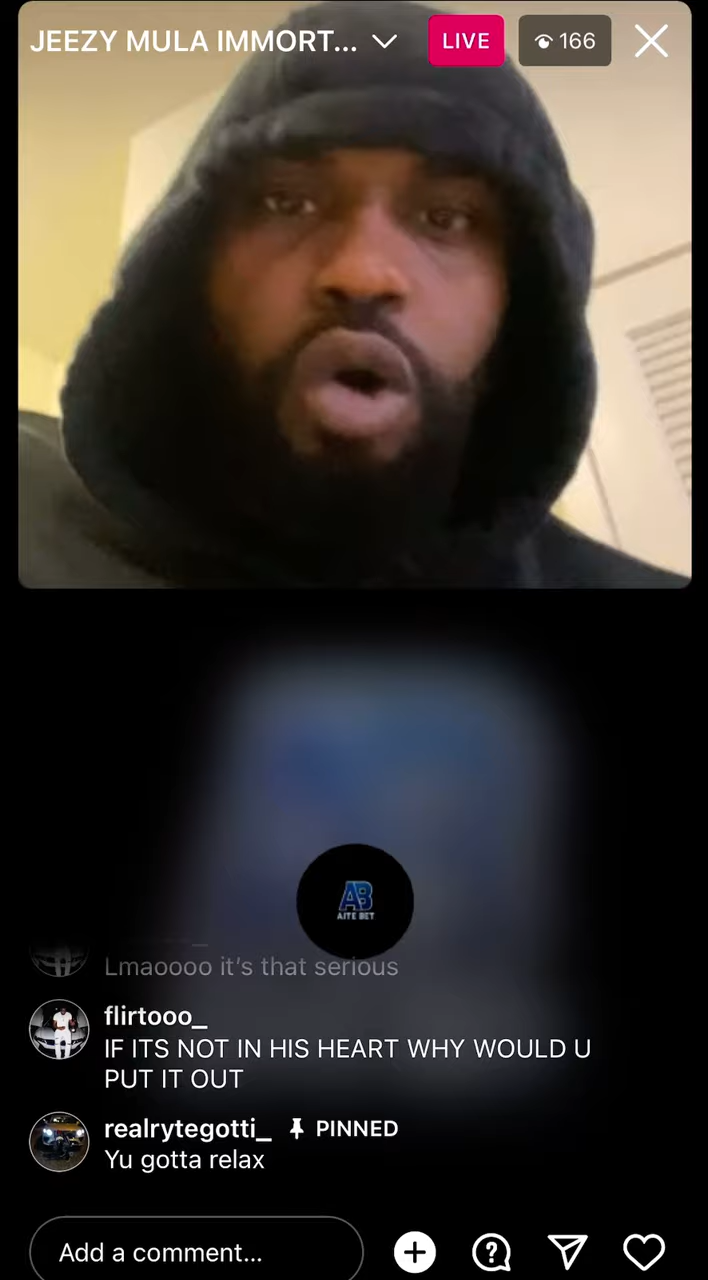 JEEZY MULA IMMORT...
LIVE
166
AB
AITE BET
Lmaoooo it's that serious
flirtooo_
IF ITS NOT IN HIS HEART WHY WOULD U
PUT IT OUT
realrytegotti_ PINNED
Yu gotta relax
Add a comment...